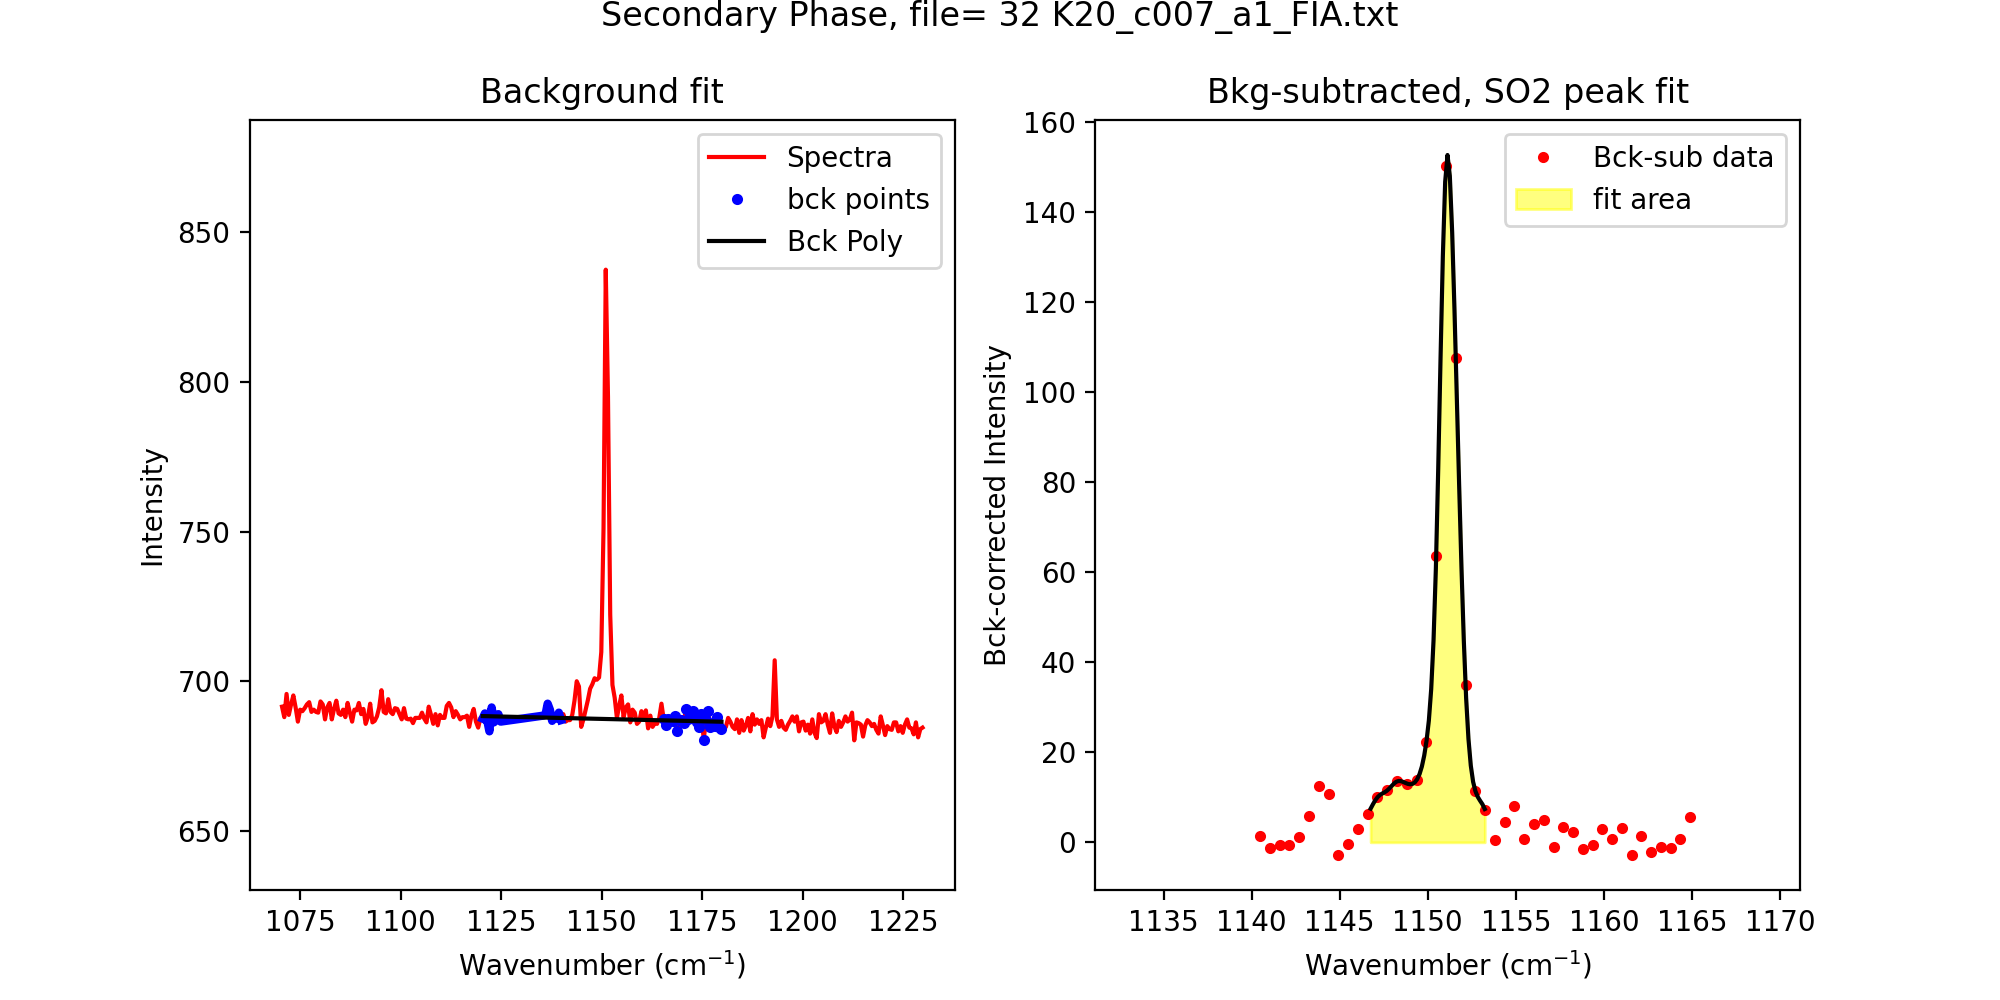 Secondary Phase, file= 32 K20_c007_a1_FIA.txt
Background fit
Spectra
bck points
Bck Poly
850
800
750
700
650
Intensity
1075 1100 1125 1150 1175 1200 1225
Wavenumber (cm⁻¹)
Bkg-subtracted, SO2 peak fit
Bck-sub data
fit area
160
140
120
100
80
60
40
20
0
Bck-corrected Intensity
1135 1140 1145 1150 1155 1160 1165 1170
Wavenumber (cm⁻¹)